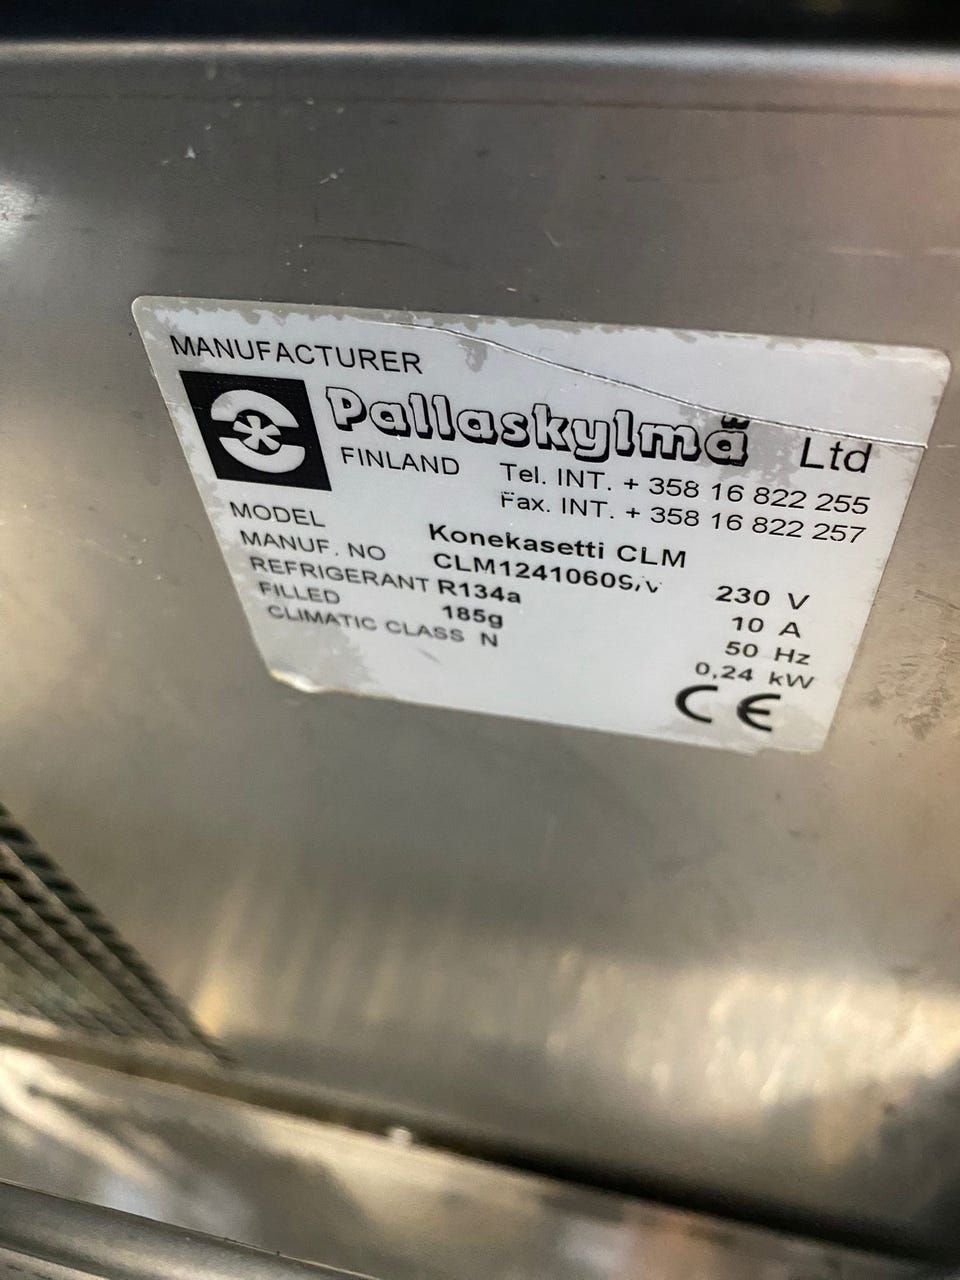 MANUFACTURER
Pallaskylmä Ltd
FINLAND
Tel. INT. + 358 16 822 255
Fax. INT. + 358 16 822 257
MODEL Konekasetti CLM
MANUF. NO
REFRIGERANT R134a
FILLED 185g
CLIMATIC CLASS N
230 V
10 A
50 Hz
0,24 kW
CE